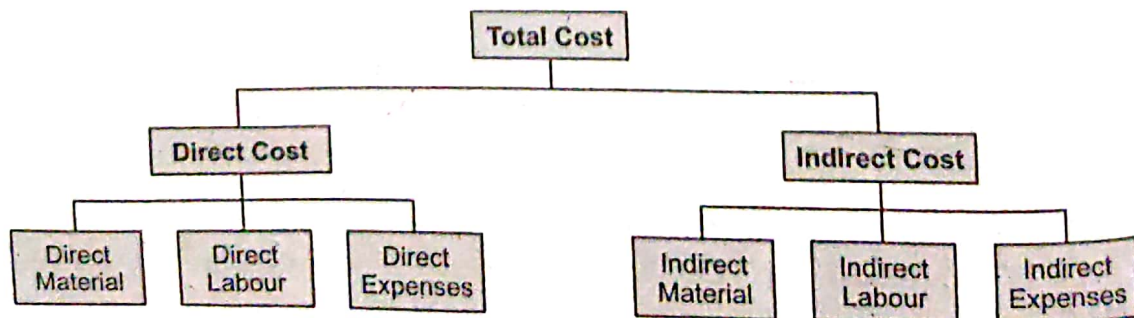 Total Cost
Direct Cost
Indirect Cost
Direct
Material
Direct
Labour
Direct
Expenses
Indirect
Material
Indirect
Labour
Indirect
Expenses